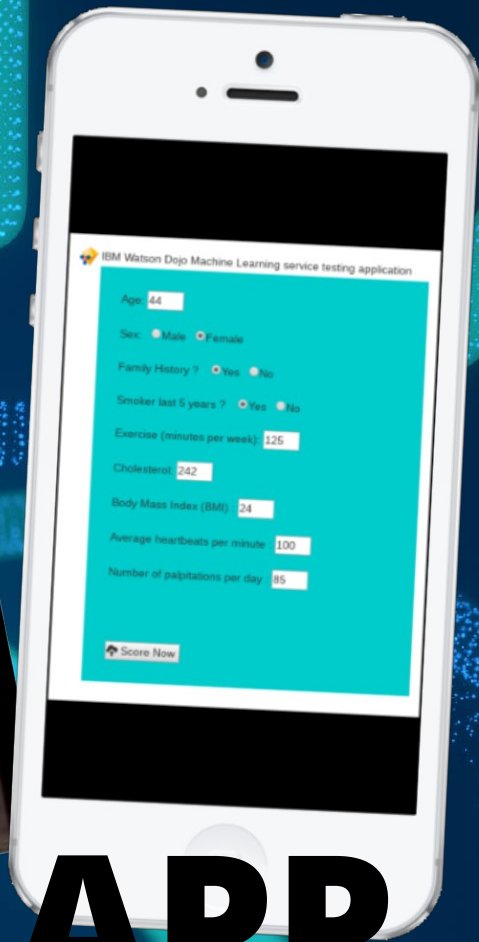 IBM Watson Dojo Machine Learning service testing application
Age: 44
Sex: Male Female
Family History ? Yes No
Smoker last 5 years ? Yes No
Exercise (minutes per week): 125
Cholesterol: 242
Body Mass Index (BMI) : 24
Average heartbeats per minute : 100
Number of palpitations per day : 85
Score Now
APP